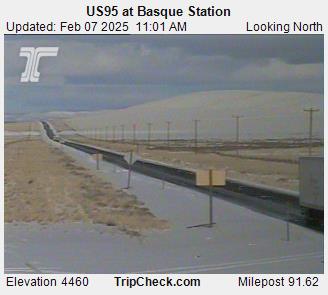 US95 at Basque Station
Updated: Feb 07 2025 11:01 AM Looking North
Elevation 4460 TripCheck.com Milepost 91.62